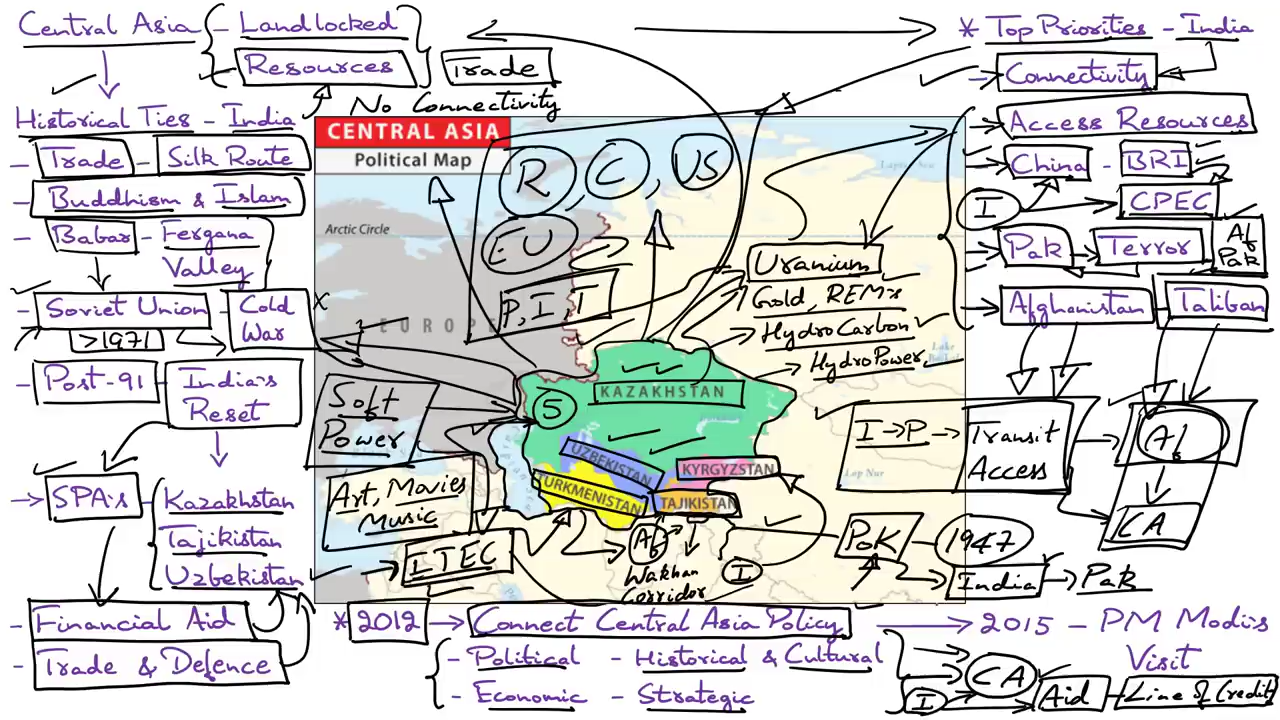 Central Asia - Landlocked
- Resources
Trade
No Connectivity
Historical Ties - India
- Trade - Silk Route
- Buddhism & Islam
- Babar - Fergana
Valley
- Soviet Union - Cold
War
>1971
- Post-91 - India's
Reset
SPA's - Kazakhstan
Tajikistan
Uzbekistan
- Financial Aid
- Trade & Defence
CENTRAL ASIA
Political Map
Arctic Circle
EUROPE
R, C, US
EU
P, I, T
Uranium
Gold, REM's
HydroCarbon
HydroPower
5
KAZAKHSTAN
UZBEKISTAN
KYRGYZSTAN
TURKMENISTAN
TAJIKISTAN
Lap Nur
Soft
Power
Art, Movies
Music
ITEC
Af
Wakhan
Corridor
I
PoK - 1947
India → Pak
* Top Priorities - India
- Connectivity
- Access Resources
- China - BRI
I
CPEC
- Pak - Terror
Af
Pak
- Afghanistan - Taliban
I → P → Transit
Access
Af
CA
* 2012 → Connect Central Asia Policy → 2015 - PM Modi's
Visit
- Political - Historical & Cultural
- Economic - Strategic
CA
I
Aid - Line of Credit